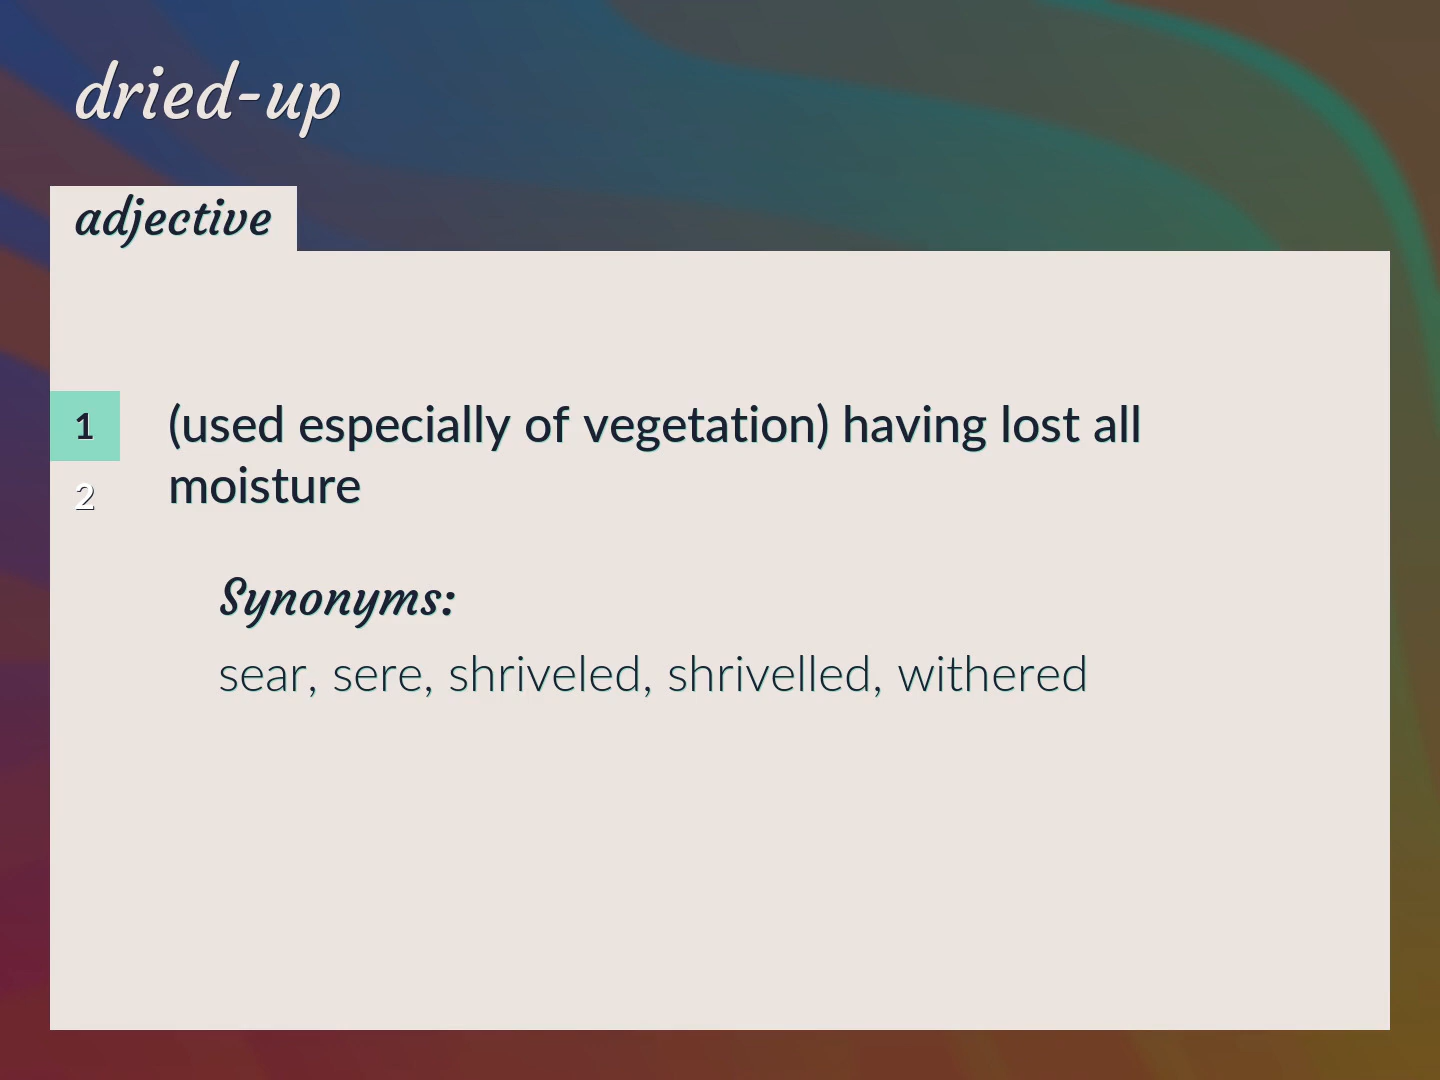 dried-up
adjective
1
(used especially of vegetation) having lost all
moisture
2
Synonyms:
sear, sere, shriveled, shrivelled, withered